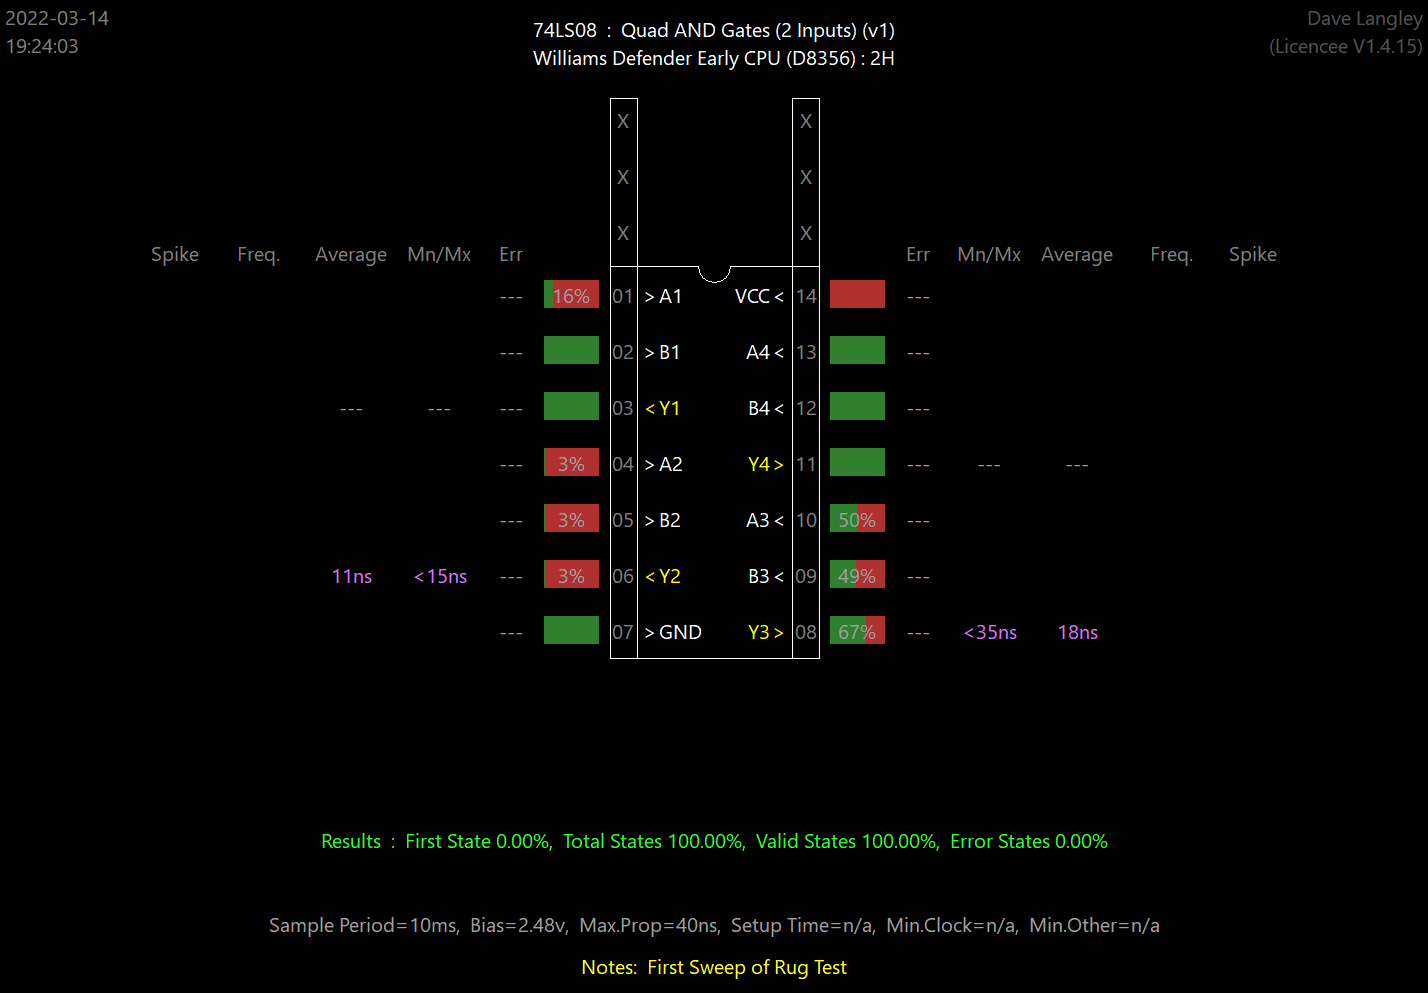 2022-03-14
19:24:03
74LS08 : Quad AND Gates (2 Inputs) (v1)
Williams Defender Early CPU (D8356) : 2H
Dave Langley
(Licencee V1.4.15)
X X
X X
X X
Spike Freq. Average Mn/Mx Err Err Mn/Mx Average Freq. Spike
--- 16% 01 > A1 VCC < 14 ---
--- 02 > B1 A4 < 13 ---
--- --- --- 03 < Y1 B4 < 12 ---
--- 3% 04 > A2 Y4 > 11 --- --- ---
--- 3% 05 > B2 A3 < 10 50% ---
11ns <15ns --- 3% 06 < Y2 B3 < 09 49% ---
--- 07 > GND Y3 > 08 67% --- <35ns 18ns
Results : First State 0.00%, Total States 100.00%, Valid States 100.00%, Error States 0.00%
Sample Period=10ms, Bias=2.48v, Max.Prop=40ns, Setup Time=n/a, Min.Clock=n/a, Min.Other=n/a
Notes: First Sweep of Rug Test